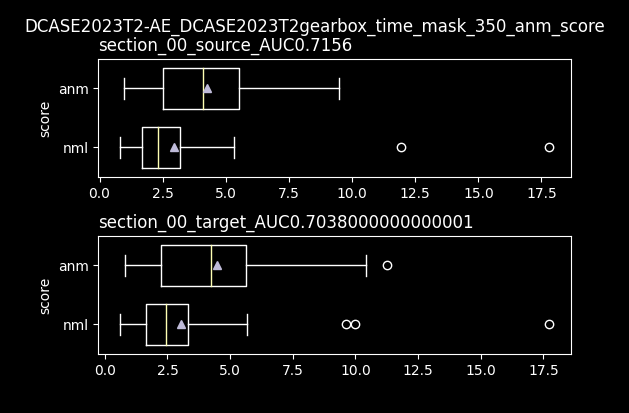 DCASE2023T2-AE_DCASE2023T2gearbox_time_mask_350_anm_score
section_00_source_AUC0.7156
anm
nml
score
0.0 2.5 5.0 7.5 10.0 12.5 15.0 17.5
section_00_target_AUC0.7038000000000001
anm
nml
score
0.0 2.5 5.0 7.5 10.0 12.5 15.0 17.5